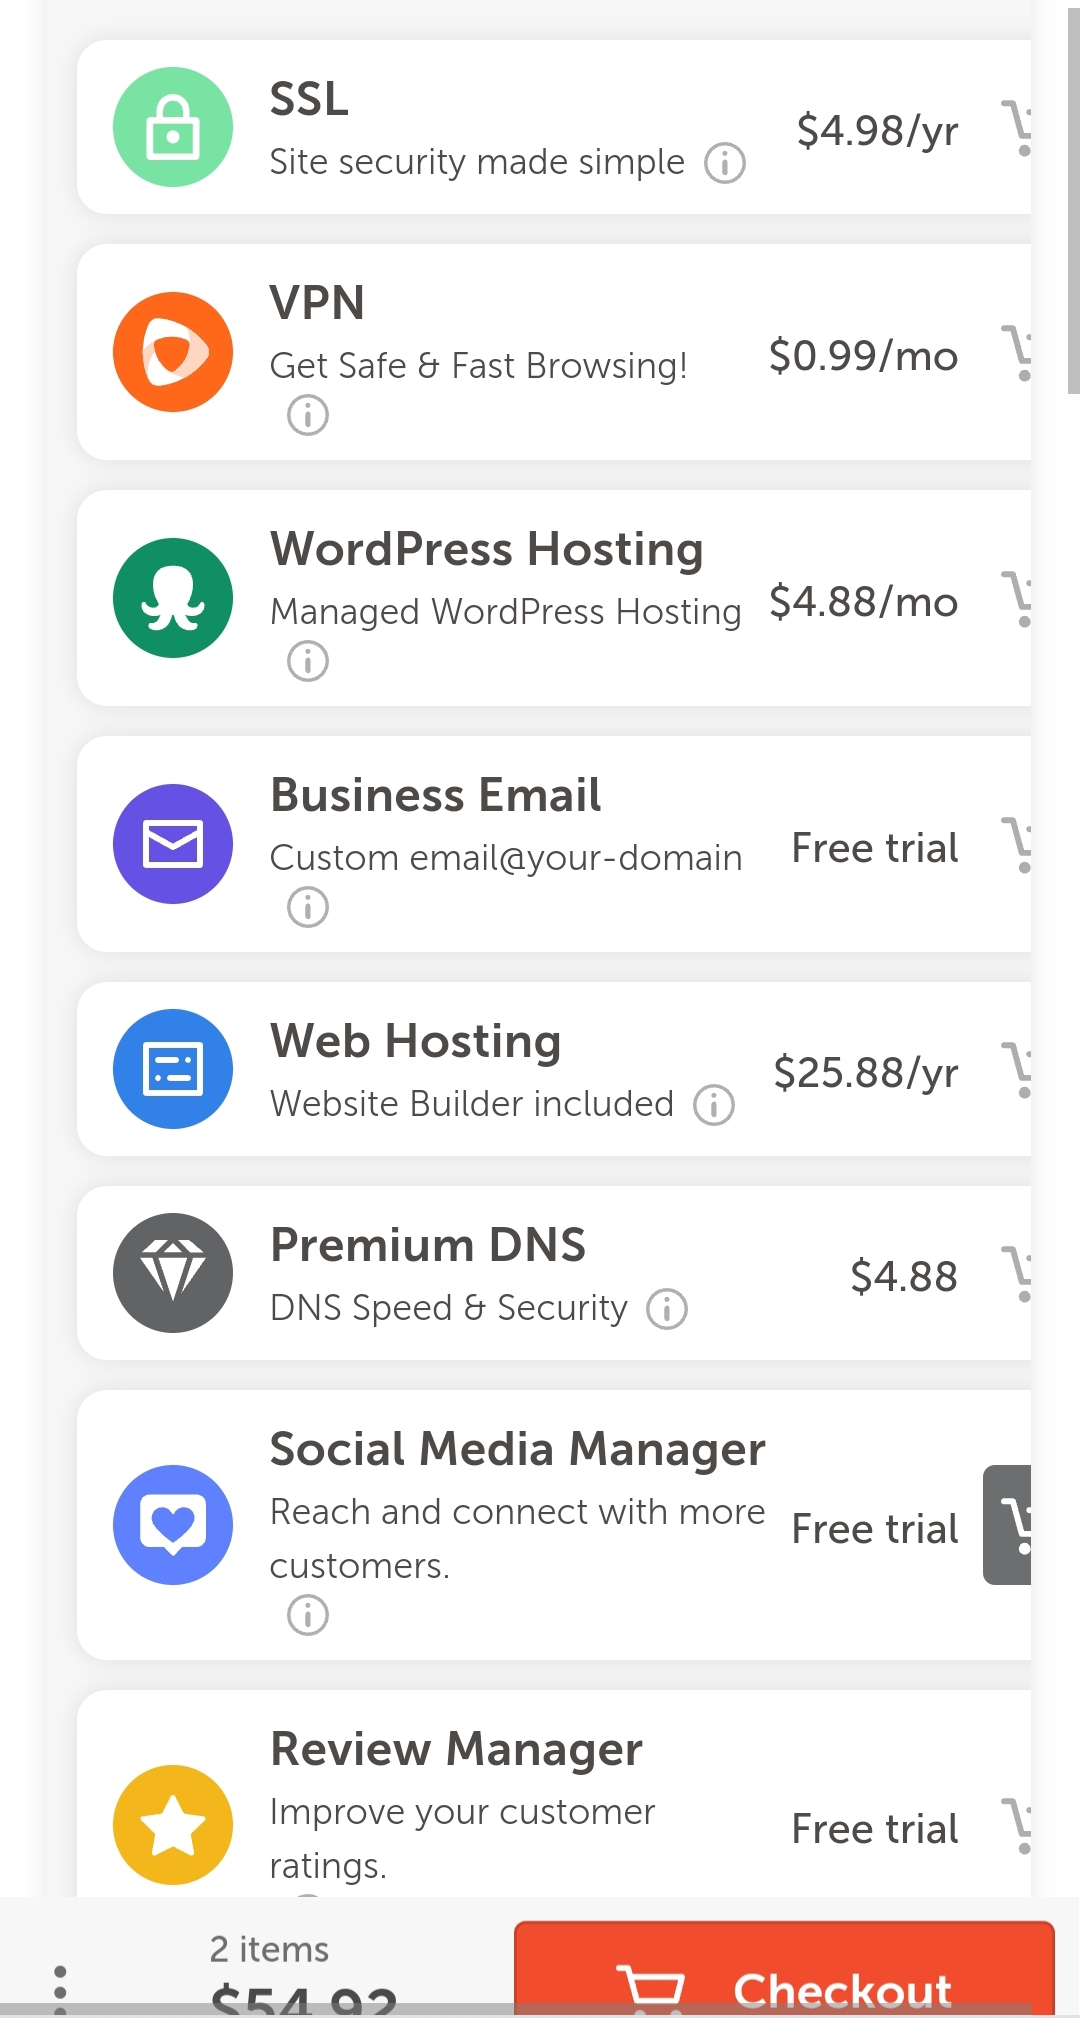 SSL
Site security made simple
$4.98/yr
VPN
Get Safe & Fast Browsing!
$0.99/mo
WordPress Hosting
Managed WordPress Hosting
$4.88/mo
Business Email
Custom email@your-domain
Free trial
Web Hosting
Website Builder included
$25.88/yr
Premium DNS
DNS Speed & Security
$4.88
Social Media Manager
Reach and connect with more
customers.
Free trial
Review Manager
Improve your customer
ratings.
Free trial
2 items
$54.92
Checkout